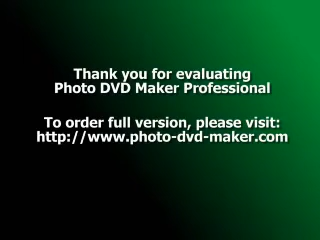 Thank you for evaluating
Photo DVD Maker Professional
To order full version, please visit:
http://www.photo-dvd-maker.com